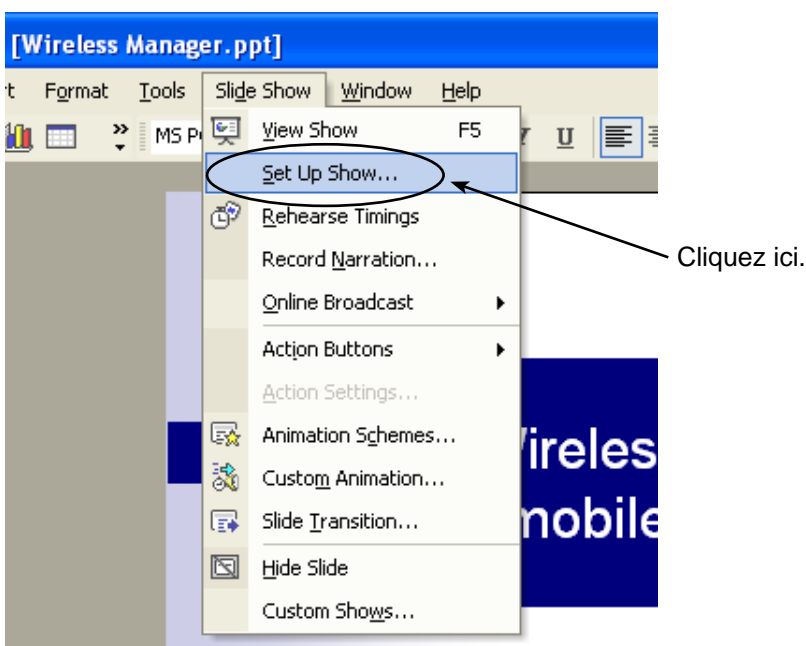 [Wireless Manager.ppt]
Format Tools Slide Show Window Help
MS P
U
View Show F5
Set Up Show...
Rehearse Timings
Record Narration...
Online Broadcast
Action Buttons
Action Settings...
Animation Schemes...
Custom Animation...
Slide Transition...
Hide Slide
Custom Shows...
Cliquez ici.
ireles
mobile